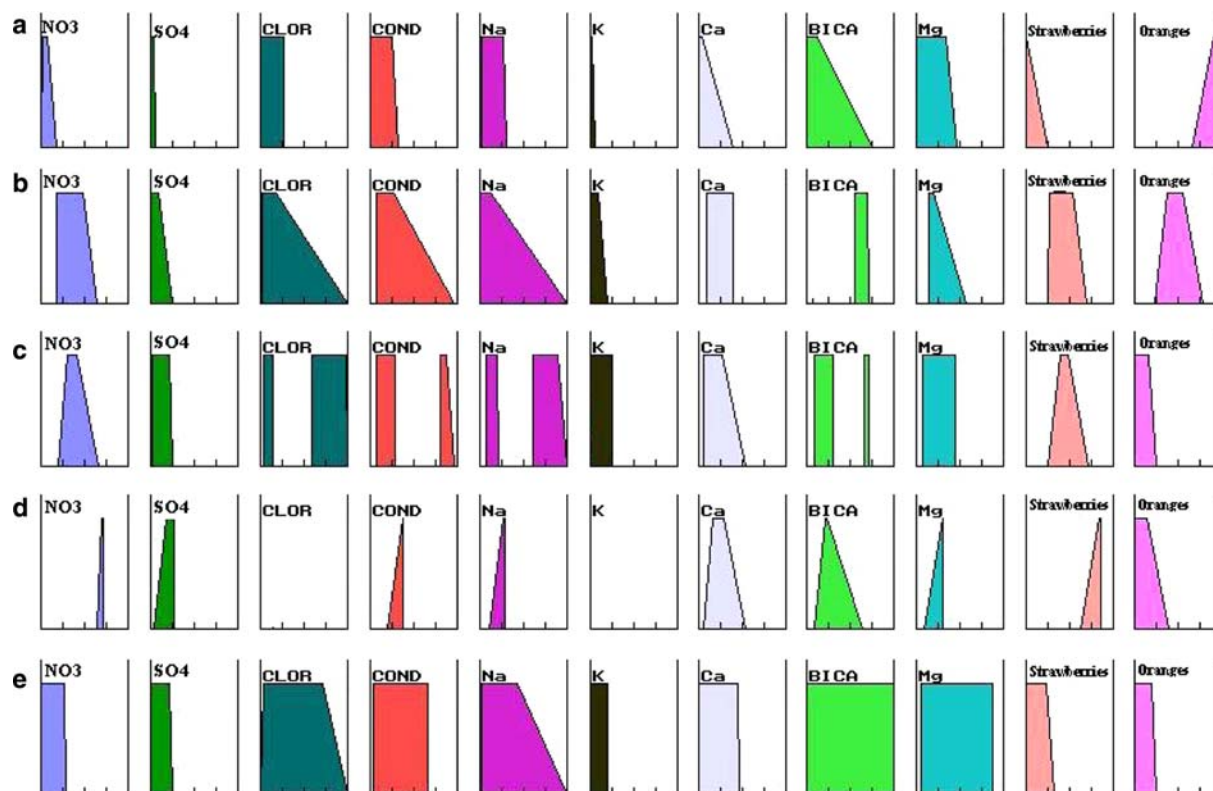 a NO3 SO4 CLOR COND Na K Ca BICA Mg Strawberries Oranges
b NO3 SO4 CLOR COND Na K Ca BICA Mg Strawberries Oranges
c NO3 SO4 CLOR COND Na K Ca BICA Mg Strawberries Oranges
d NO3 SO4 CLOR COND Na K Ca BICA Mg Strawberries Oranges
e NO3 SO4 CLOR COND Na K Ca BICA Mg Strawberries Oranges